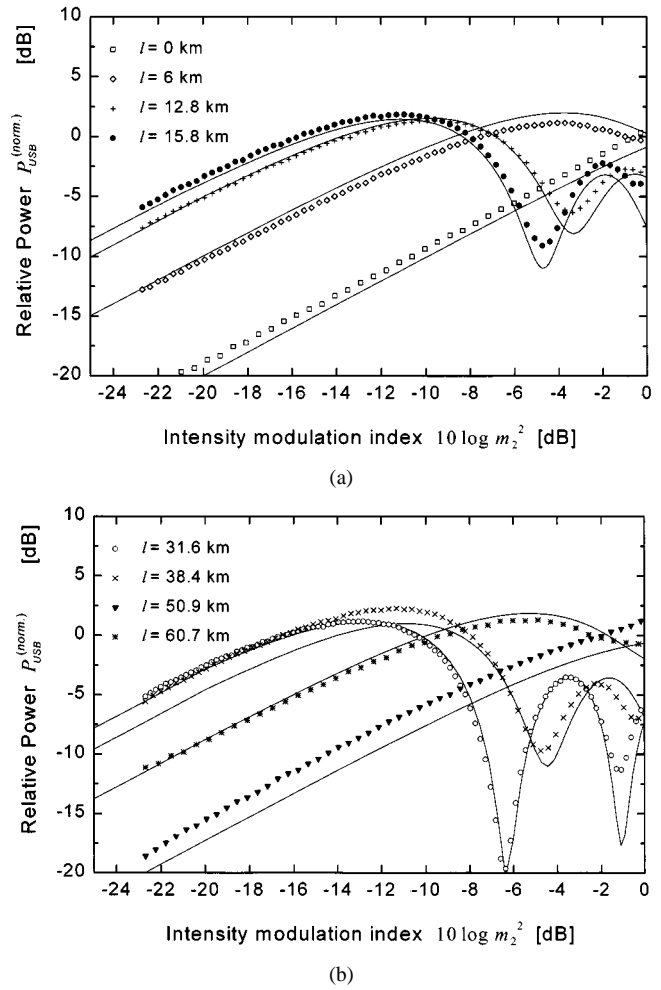 (a)
10
5
0
-5
-10
-15
-20
Relative Power P_USB^(norm.) [dB]
l = 0 km
l = 6 km
l = 12.8 km
l = 15.8 km
-24 -22 -20 -18 -16 -14 -12 -10 -8 -6 -4 -2 0
Intensity modulation index 10 log m₂² [dB]
(a)
10
5
0
-5
-10
-15
-20
Relative Power P_USB^(norm.) [dB]
l = 31.6 km
l = 38.4 km
l = 50.9 km
l = 60.7 km
-24 -22 -20 -18 -16 -14 -12 -10 -8 -6 -4 -2 0
Intensity modulation index 10 log m₂² [dB]
(b)